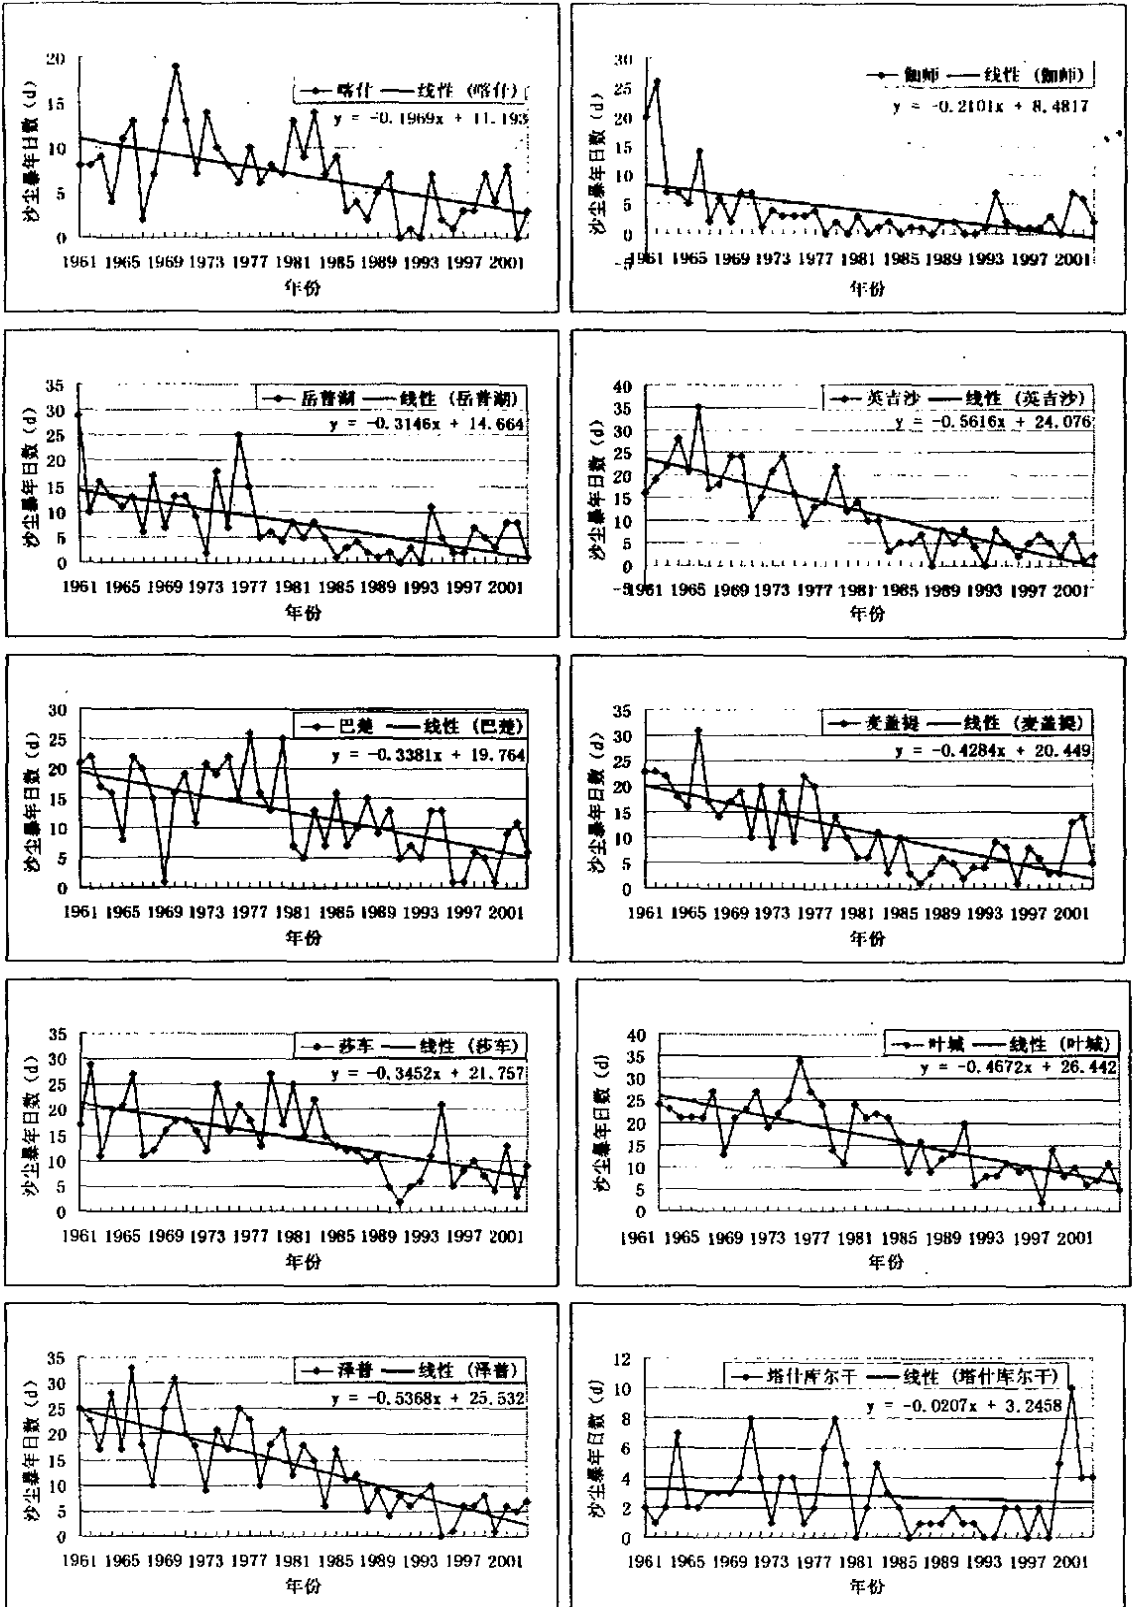 沙尘暴年日数 (d)
20
15
10
5
0
喀什 线性 (喀什)
y = -0.1969x + 11.193
1961 1965 1969 1973 1977 1981 1985 1989 1993 1997 2001
年份
沙尘暴年日数 (d)
30
25
20
15
10
5
0
-5
伽师 线性 (伽师)
y = -0.2101x + 8.4817
1961 1965 1969 1973 1977 1981 1985 1989 1993 1997 2001
年份
沙尘暴年日数 (d)
35
30
25
20
15
10
5
0
岳普湖 线性 (岳普湖)
y = -0.3146x + 14.664
1961 1965 1969 1973 1977 1981 1985 1989 1993 1997 2001
年份
沙尘暴年日数 (d)
40
35
30
25
20
15
10
5
0
-5
英吉沙 线性 (英吉沙)
y = -0.5616x + 24.076
1961 1965 1969 1973 1977 1981 1985 1989 1993 1997 2001
年份
沙尘暴年日数 (d)
30
25
20
15
10
5
0
巴楚 线性 (巴楚)
y = -0.3381x + 19.764
1961 1965 1969 1973 1977 1981 1985 1989 1993 1997 2001
年份
沙尘暴年日数 (d)
35
30
25
20
15
10
5
0
麦盖提 线性 (麦盖提)
y = -0.4284x + 20.449
1961 1965 1969 1973 1977 1981 1985 1989 1993 1997 2001
年份
沙尘暴年日数 (d)
35
30
25
20
15
10
5
0
莎车 线性 (莎车)
y = -0.3452x + 21.757
1961 1965 1969 1973 1977 1981 1985 1989 1993 1997 2001
年份
沙尘暴年日数 (d)
40
35
30
25
20
15
10
5
0
叶城 线性 (叶城)
y = -0.4672x + 26.442
1961 1965 1969 1973 1977 1981 1985 1989 1993 1997 2001
年份
沙尘暴年日数 (d)
35
30
25
20
15
10
5
0
泽普 线性 (泽普)
y = -0.5368x + 25.532
1961 1965 1969 1973 1977 1981 1985 1989 1993 1997 2001
年份
沙尘暴年日数 (d)
12
10
8
6
4
2
0
塔什库尔干 线性 (塔什库尔干)
y = -0.0207x + 3.2458
1961 1965 1969 1973 1977 1981 1985 1989 1993 1997 2001
年份